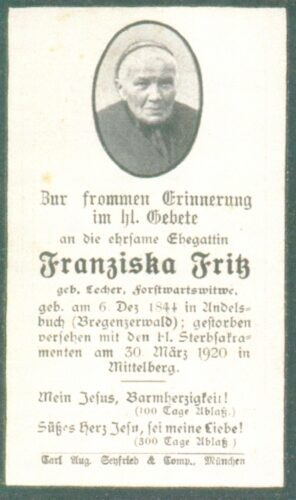 Zur frommen Erinnerung
im hl. Gebete
an die ehrsame Ehegattin
Franziska Fritz
geb. Lecher, Forstwartswitwe,
geb. am 6. Dez 1844 in Andels-
buch (Bregenzerwald); gestorben
versehen mit den hl. Sterbsakra-
menten am 30. März 1920 in
Mittelberg.
Mein Jesus, Barmherzigkeit!
(100 Tage Ablaß.)
Süßes Herz Jesu, sei meine Liebe!
(300 Tage Ablaß.)
Carl Aug. Seyfried & Comp., München